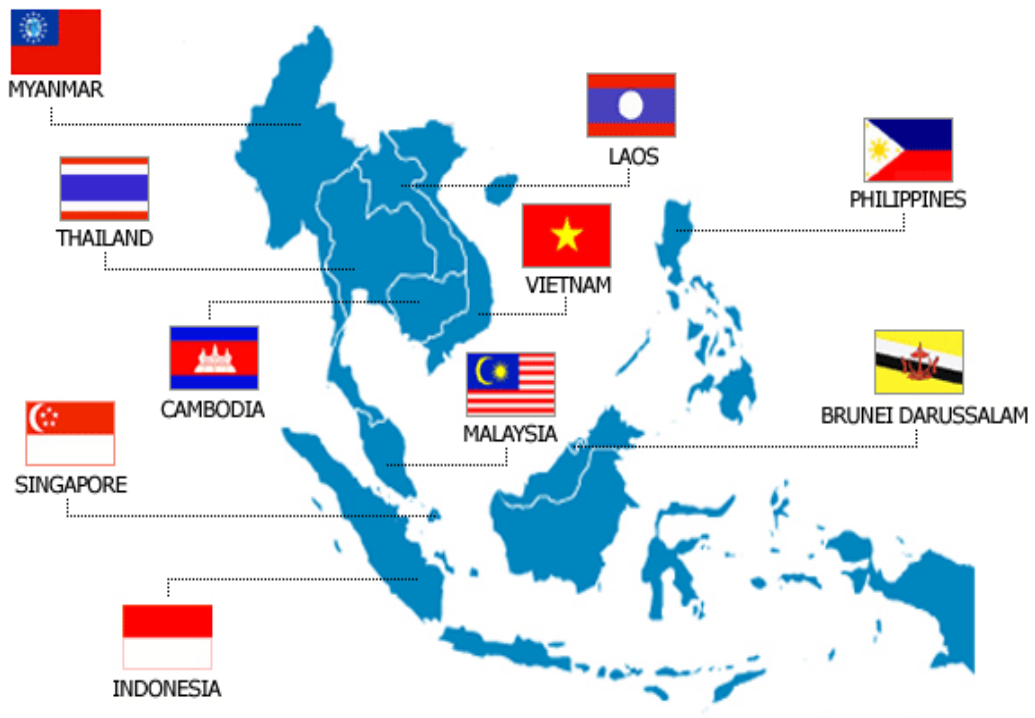 MYANMAR
LAOS
PHILIPPINES
THAILAND
VIETNAM
CAMBODIA
MALAYSIA
BRUNEI DARUSSALAM
SINGAPORE
INDONESIA